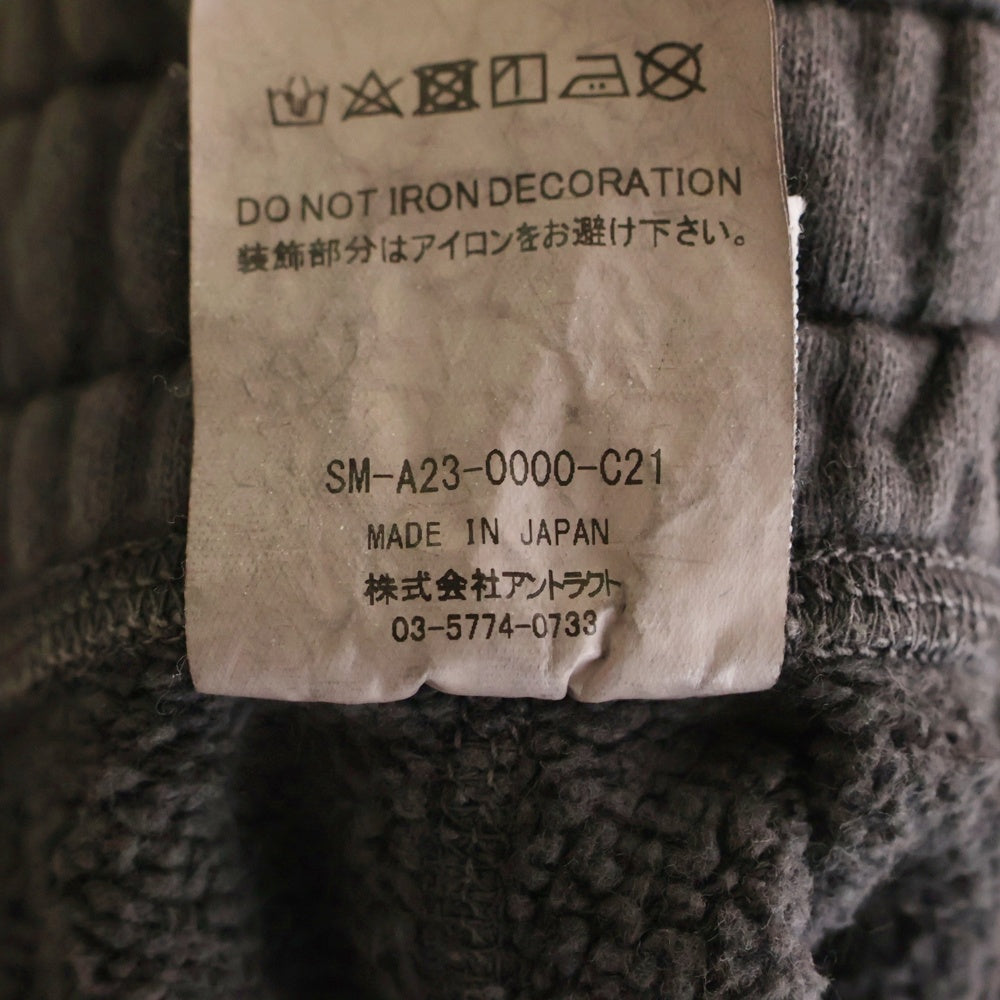 DO NOT IRON DECORATION
装飾部分はアイロンをお避け下さい。
SM-A23-0000-C21
MADE IN JAPAN
株式会社アントラクト
03-5774-0733